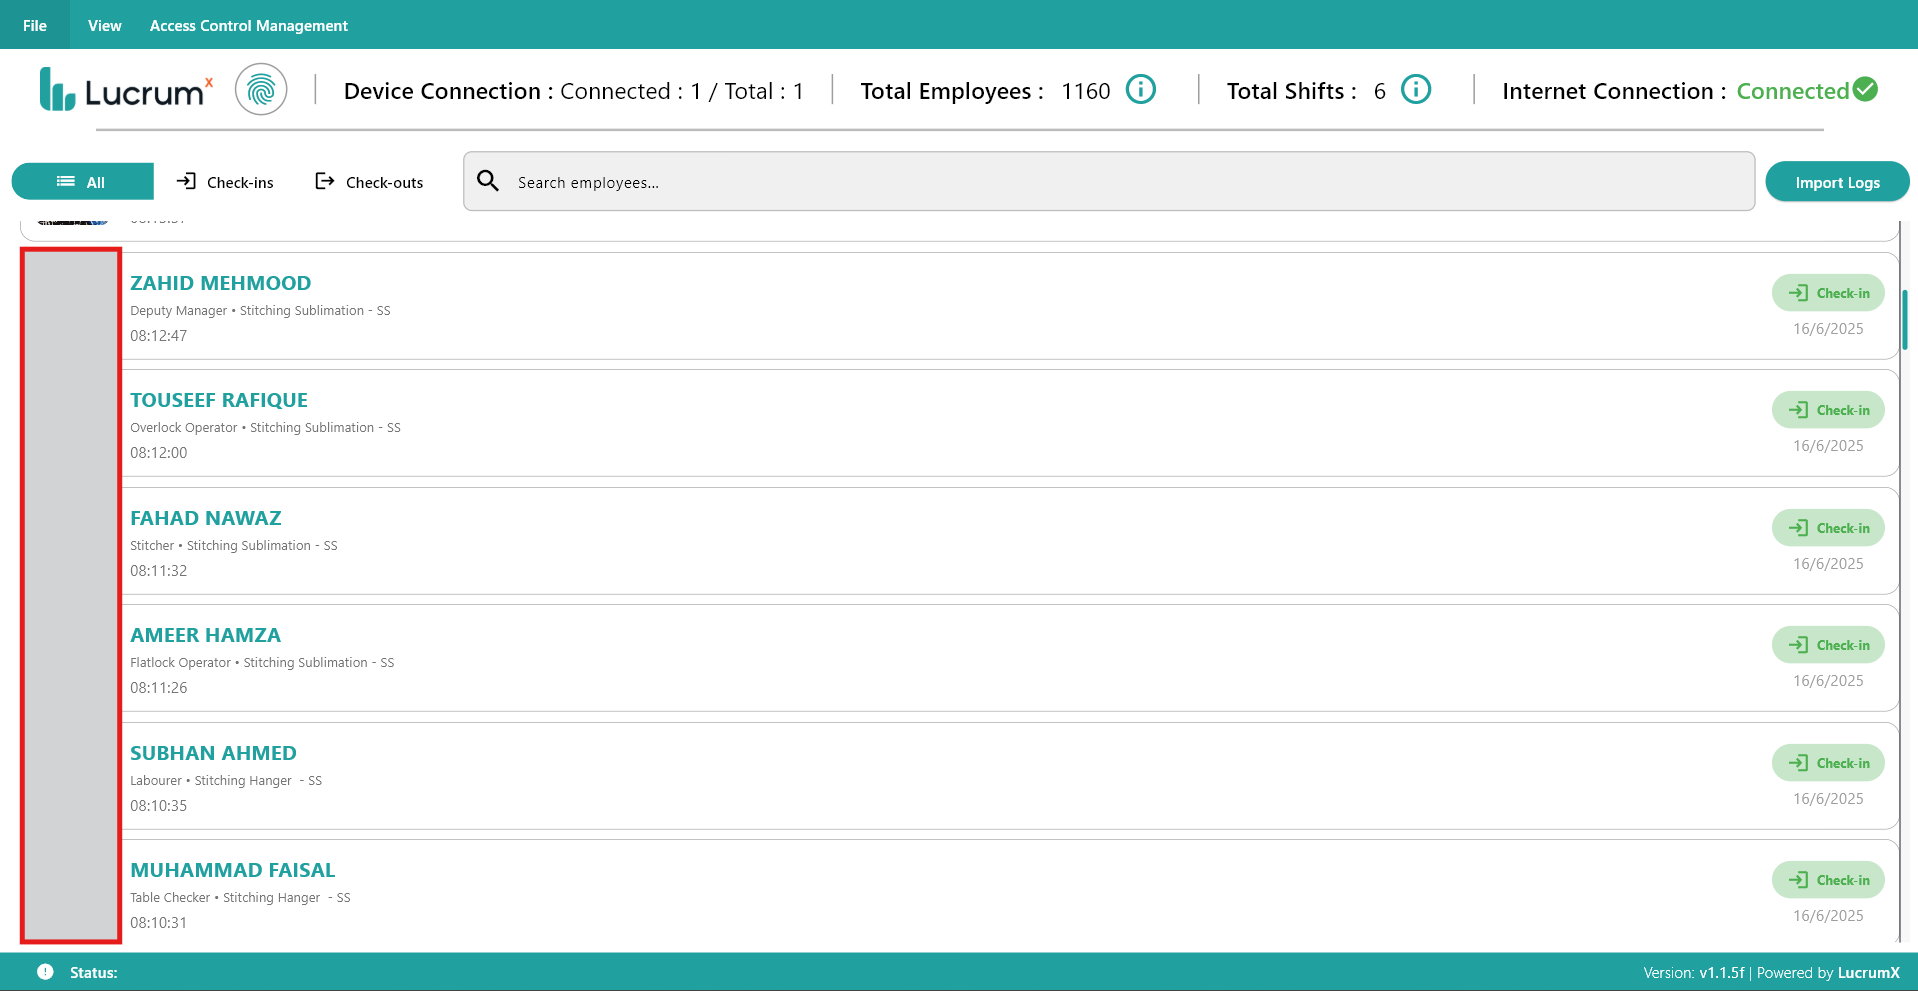 File View Access Control Management
Lucrum x | Device Connection : Connected : 1 / Total : 1 | Total Employees : 1160 | Total Shifts : 6 | Internet Connection : Connected
All Check-ins Check-outs Search employees... Import Logs
ZAHID MEHMOOD
Deputy Manager • Stitching Sublimation - SS
08:12:47
Check-in
16/6/2025
TOUSEEF RAFIQUE
Overlock Operator • Stitching Sublimation - SS
08:12:00
Check-in
16/6/2025
FAHAD NAWAZ
Stitcher • Stitching Sublimation - SS
08:11:32
Check-in
16/6/2025
AMEER HAMZA
Flatlock Operator • Stitching Sublimation - SS
08:11:26
Check-in
16/6/2025
SUBHAN AHMED
Labourer • Stitching Hanger - SS
08:10:35
Check-in
16/6/2025
MUHAMMAD FAISAL
Table Checker • Stitching Hanger - SS
08:10:31
Check-in
16/6/2025
Status: Version: v1.1.5f | Powered by LucrumX